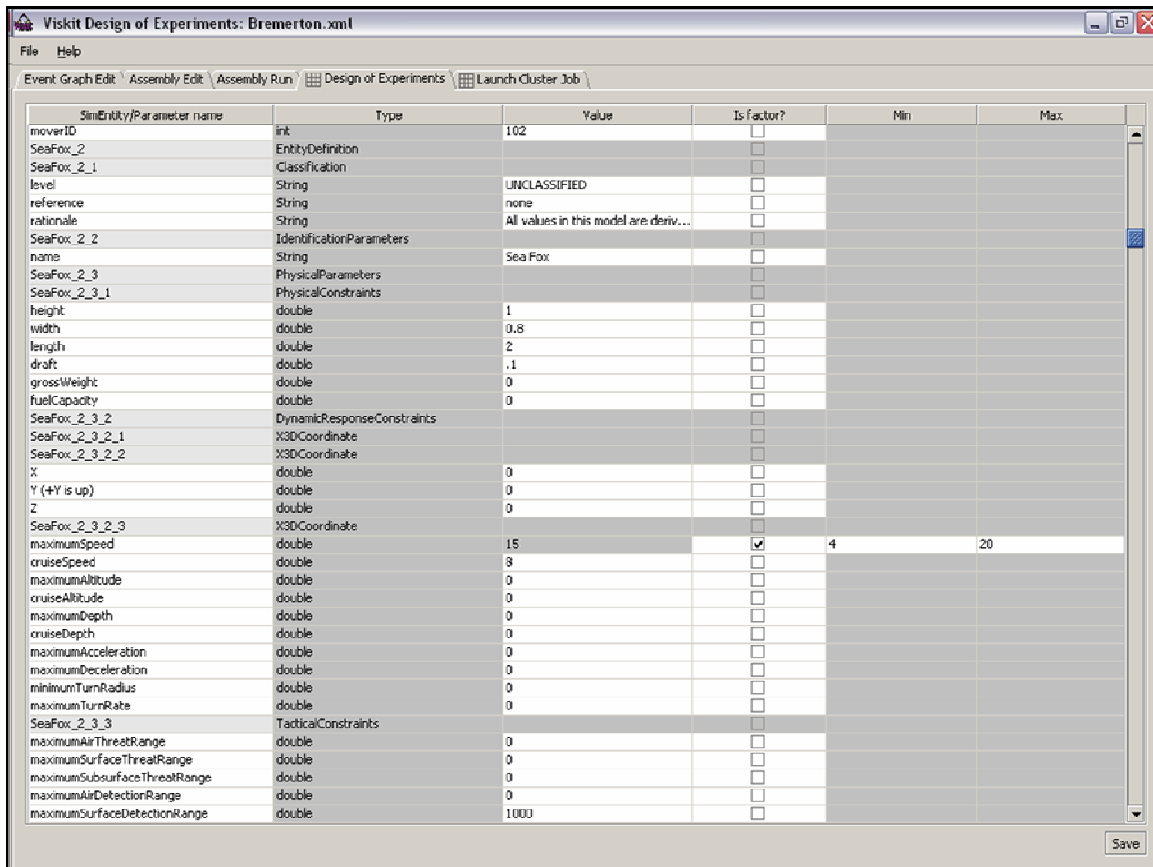 Viskit Design of Experiments: Bremerton.xml
File Help
Event Graph Edit Assembly Edit Assembly Run Design of Experiments Launch Cluster Job
SimEntity/Parameter name Type Value Is factor? Min Max
moverID int 102
SeaFox_2 EntityDefinition
SeaFox_2_1 Classification
level String UNCLASSIFIED
reference String none
rationale String All values in this model are deriv...
SeaFox_2_2 IdentificationParameters
name String Sea Fox
SeaFox_2_3 PhysicalParameters
SeaFox_2_3_1 PhysicalConstraints
height double 1
width double 0.8
length double 2
draft double .1
grossWeight double 0
fuelCapacity double 0
SeaFox_2_3_2 DynamicResponseConstraints
SeaFox_2_3_2_1 X3DCoordinate
SeaFox_2_3_2_2 X3DCoordinate
X double 0
Y (+Y is up) double 0
Z double 0
SeaFox_2_3_2_3 X3DCoordinate
maximumSpeed double 15 4 20
cruiseSpeed double 8
maximumAltitude double 0
cruiseAltitude double 0
maximumDepth double 0
cruiseDepth double 0
maximumAcceleration double 0
maximumDeceleration double 0
minimumTurnRadius double 0
maximumTurnRate double 0
SeaFox_2_3_3 TacticalConstraints
maximumAirThreatRange double 0
maximumSurfaceThreatRange double 0
maximumSubsurfaceThreatRange double 0
maximumAirDetectionRange double 0
maximumSurfaceDetectionRange double 1000
Save